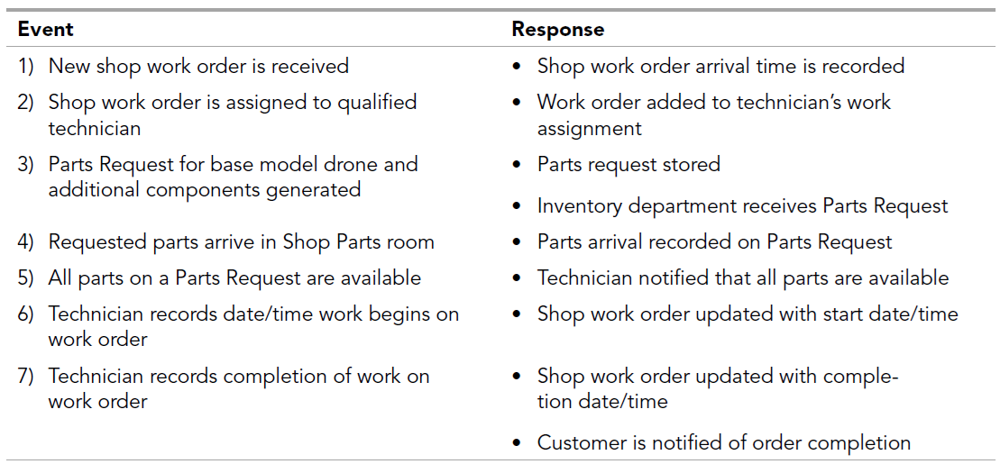 Event Response
1) New shop work order is received • Shop work order arrival time is recorded
2) Shop work order is assigned to qualified • Work order added to technician’s work
technician assignment
3) Parts Request for base model drone and • Parts request stored
additional components generated
• Inventory department receives Parts Request
4) Requested parts arrive in Shop Parts room • Parts arrival recorded on Parts Request
5) All parts on a Parts Request are available • Technician notified that all parts are available
6) Technician records date/time work begins on • Shop work order updated with start date/time
work order
7) Technician records completion of work on • Shop work order updated with comple-
work order tion date/time
• Customer is notified of order completion